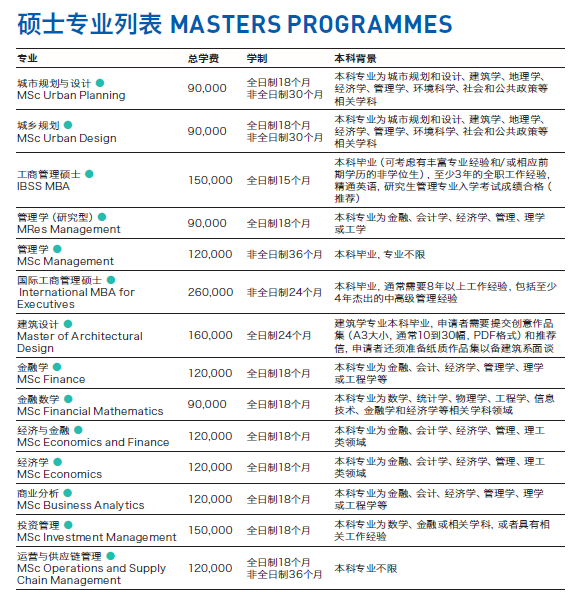 硕士专业列表 MASTERS PROGRAMMES
专业 总学费 学制 本科背景
城市规划与设计
MSc Urban Planning
90,000
全日制18个月
非全日制30个月
本科专业为城市规划和设计、建筑学、地理学、
经济学、管理学、环境科学、社会和公共政策等
相关学科
城乡规划
MSc Urban Design
90,000
全日制18个月
非全日制30个月
本科专业为城市规划和设计、建筑学、地理学、
经济学、管理学、环境科学、社会和公共政策等
相关学科
工商管理硕士
IBSS MBA
150,000
全日制15个月
本科毕业（可考虑有丰富专业经验和/或相应前
期学历的非学位生），至少3年的全职工作经验，
精通英语，研究生管理专业入学考试成绩合格（
推荐）
管理学（研究型）
MRes Management
90,000
全日制18个月
本科专业为金融、会计学、经济学、管理、理学
或工学
管理学
MSc Management
120,000
非全日制36个月
本科毕业，专业不限
国际工商管理硕士
International MBA for
Executives
260,000
非全日制24个月
本科毕业，通常需要8年以上工作经验，包括至少
4年杰出的中高级管理经验
建筑设计
Master of Architectural
Design
160,000
全日制24个月
建筑学专业本科毕业，申请者需要提交创意作品
集（A3大小，通常10到30幅，PDF格式）和推荐
信，申请者还须准备纸质作品集以备建筑系面谈
金融学
MSc Finance
120,000
全日制18个月
本科专业为金融、会计、经济学、管理学、理学
或工程学等
金融数学
MSc Financial Mathematics
90,000
全日制18个月
本科专业为数学、统计学、物理学、工程学、信息
技术、金融学和经济学等相关学科领域
经济与金融
MSc Economics and Finance
120,000
全日制18个月
本科专业为金融、会计学、经济学、管理、理工
类领域
经济学
MSc Economics
120,000
全日制18个月
本科专业为金融、会计学、经济学、管理、理工
类领域
商业分析
MSc Business Analytics
120,000
全日制18个月
本科专业为金融、会计、经济学、管理学、理学
或工程学等
投资管理
MSc Investment Management
150,000
全日制18个月
本科专业为数学、金融或相关学科，或者具有相
关工作经验
运营与供应链管理
MSc Operations and Supply
Chain Management
120,000
全日制18个月
非全日制36个月
本科专业不限